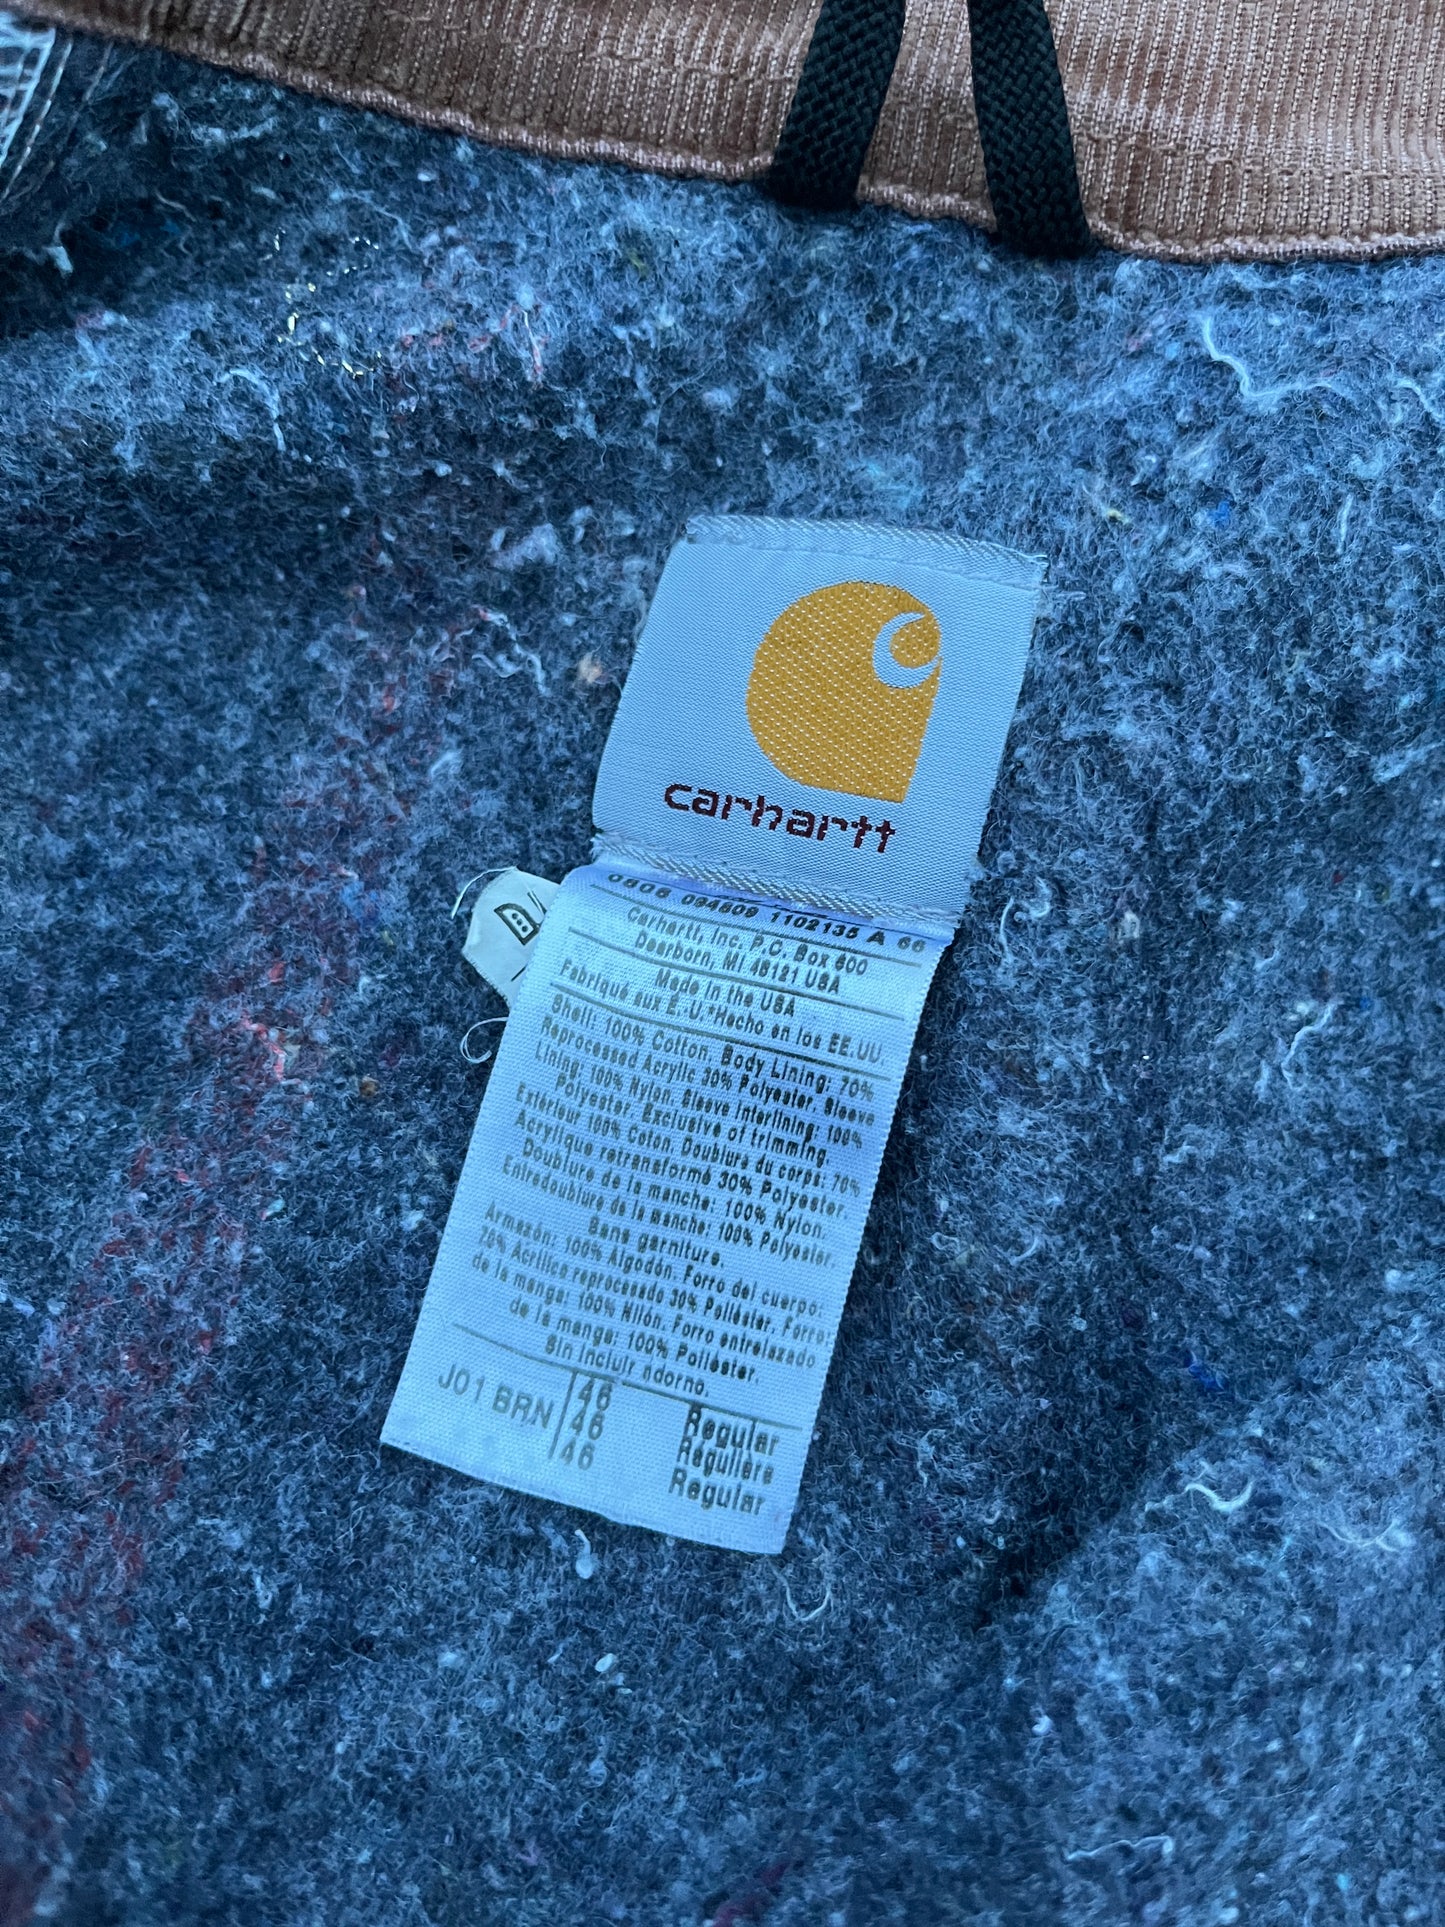 carhartt
0606 094609 1102135 A 66
Carhartt, Inc. P.O. Box 600
Dearborn, MI 48121 USA
Made in the USA
Fabriqué aux É.-U.*Hecho en los EE.UU.
Shell: 100% Cotton. Body Lining: 70%
Reprocessed Acrylic 30% Polyester. Sleeve
Lining: 100% Nylon. Sleeve Interlining: 100%
Polyester. Exclusive of trimming.
Extérieur 100% Coton. Doublure du corps: 70%
Acrylique retransformé 30% Polyester.
Doublure de la manche: 100% Nylon.
Entredoublure de la manche: 100% Polyester.
Sans garniture.
Armazón: 100% Algodón. Forro del cuerpo:
70% Acrílico reprocesado 30% Poliéster. Forro
de la manga: 100% Nilón. Forro entrelazado
de la manga: 100% Poliéster.
Sin incluir adorno.
J01 BRN 46 Regular
46 Regulière
46 Regular